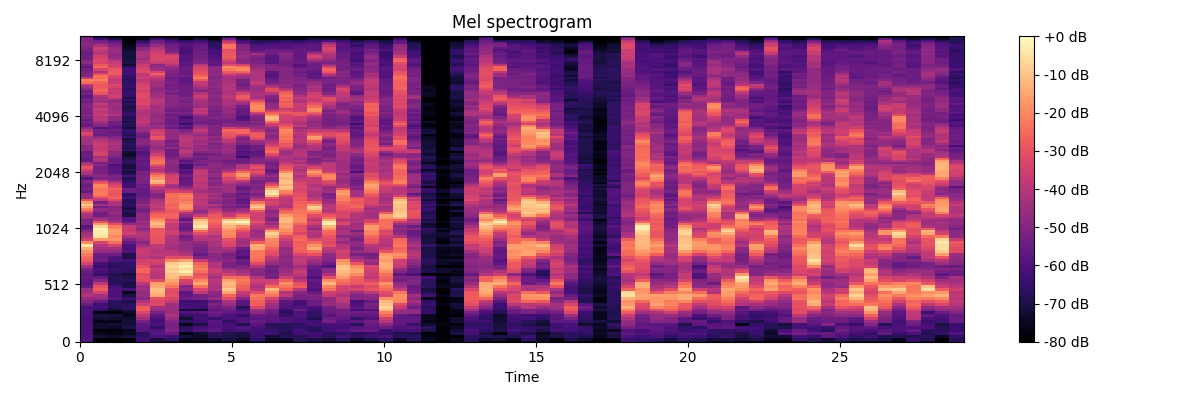 Mel spectrogram
8192
4096
2048
1024
512
0
Hz
0 5 10 15 20 25
Time
+0 dB
-10 dB
-20 dB
-30 dB
-40 dB
-50 dB
-60 dB
-70 dB
-80 dB